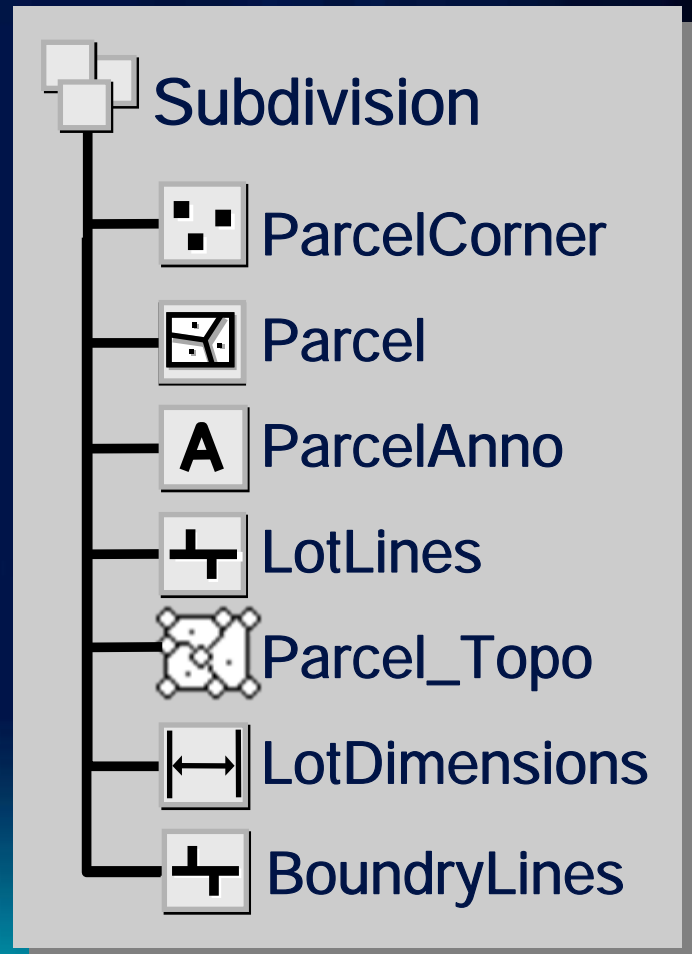 Subdivision
ParcelCorner
Parcel
A ParcelAnno
LotLines
Parcel_Topo
LotDimensions
BoundryLines